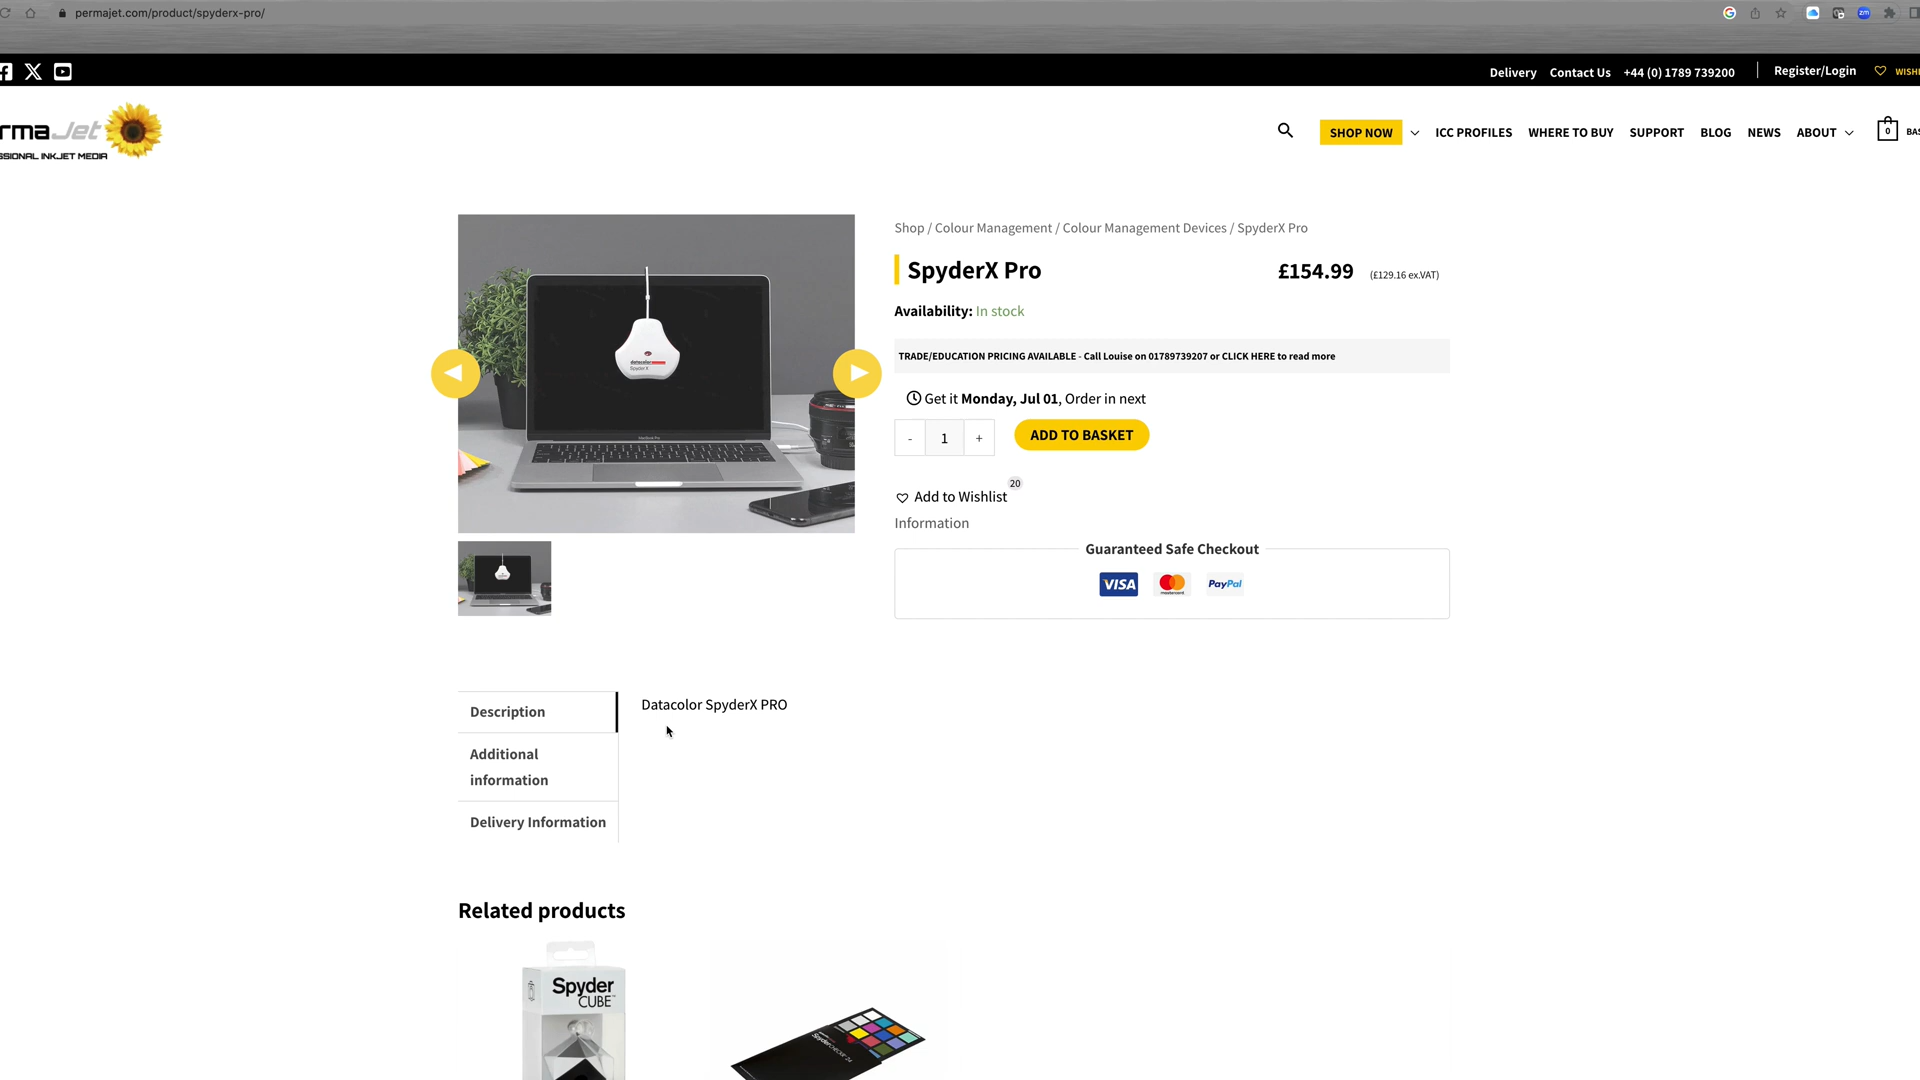 permajet.com/product/spyderx-pro/
Delivery Contact Us +44 (0) 1789 739200 Register/Login
SHOP NOW ICC PROFILES WHERE TO BUY SUPPORT BLOG NEWS ABOUT 0
Shop / Colour Management / Colour Management Devices / SpyderX Pro
SpyderX Pro £154.99 (£129.16 ex.VAT)
Availability: In stock
TRADE/EDUCATION PRICING AVAILABLE - Call Louise on 01789739207 or CLICK HERE to read more
Get it Monday, Jul 01, Order in next
- 1 + ADD TO BASKET
20
Add to Wishlist
Information
Guaranteed Safe Checkout
VISA mastercard PayPal
datacolor
Spyder X
Description
Datacolor SpyderX PRO
Additional
information
Delivery Information
Related products
Spyder
CUBE